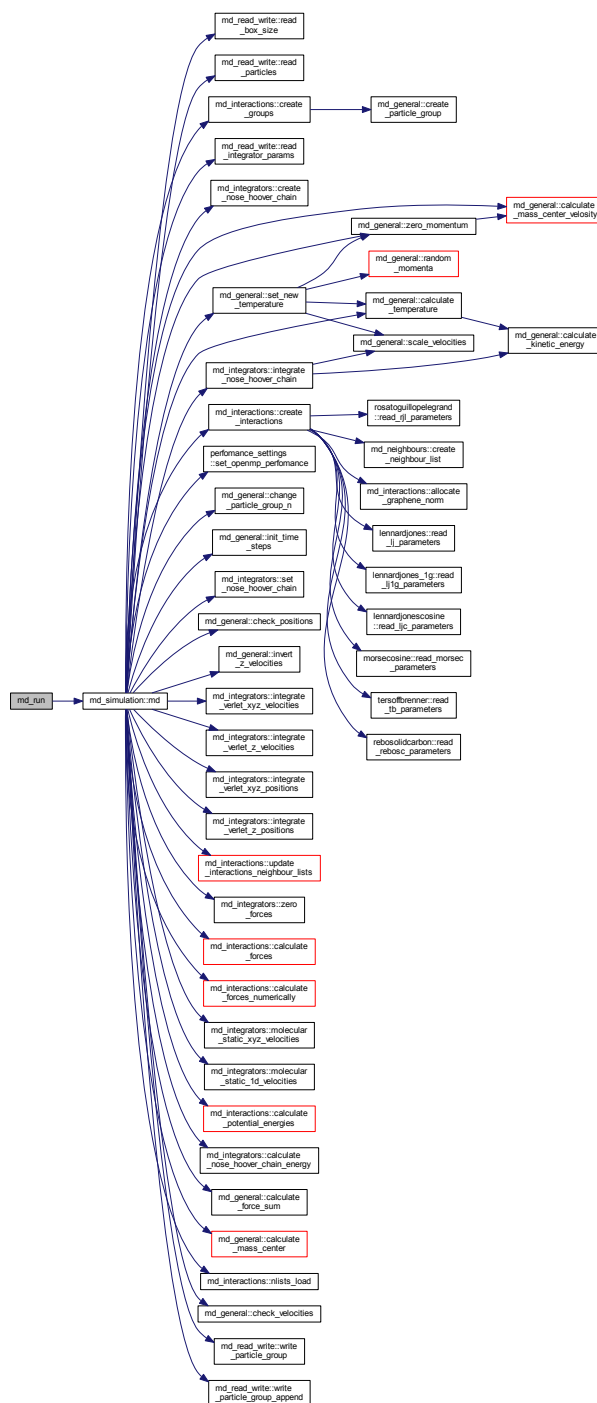 md_read_write::read
_box_size
md_read_write::read
_particles
md_interactions::create
_groups
md_general::create
_particle_group
md_read_write::read
_integrator_params
md_integrators::create
_nose_hoover_chain
md_general::calculate
_mass_center_velosity
md_general::zero_momentum
md_general::random
_momenta
md_general::set_new
_temperature
md_general::calculate
_temperature
md_general::scale_velocities
md_general::calculate
_kinetic_energy
md_integrators::integrate
_nose_hoover_chain
md_interactions::create
_interactions
rosatoguillopelegrand
::read_rjl_parameters
perfomance_settings
::set_openmp_perfomance
md_neighbours::create
_neighbour_list
md_general::change
_particle_group_n
md_interactions::allocate
_graphene_norm
md_general::init_time
_steps
lennardjones::read
_lj_parameters
md_integrators::set
_nose_hoover_chain
lennardjones_1g::read
_lj1g_parameters
md_general::check_positions
lennardjonescosine
::read_ljc_parameters
md_general::invert
_z_velocities
morsecosine::read_morsec
_parameters
md_run
md_simulation::md
md_integrators::integrate
_verlet_xyz_velocities
tersoffbrenner::read
_tb_parameters
md_integrators::integrate
_verlet_z_velocities
rebosolidcarbon::read
_rebosc_parameters
md_integrators::integrate
_verlet_xyz_positions
md_integrators::integrate
_verlet_z_positions
md_interactions::update
_interactions_neighbour_lists
md_integrators::zero
_forces
md_interactions::calculate
_forces
md_interactions::calculate
_forces_numerically
md_integrators::molecular
_static_xyz_velocities
md_integrators::molecular
_static_1d_velocities
md_interactions::calculate
_potential_energies
md_integrators::calculate
_nose_hoover_chain_energy
md_general::calculate
_force_sum
md_general::calculate
_mass_center
md_interactions::nlists_load
md_general::check_velocities
md_read_write::write
_particle_group
md_read_write::write
_particle_group_append